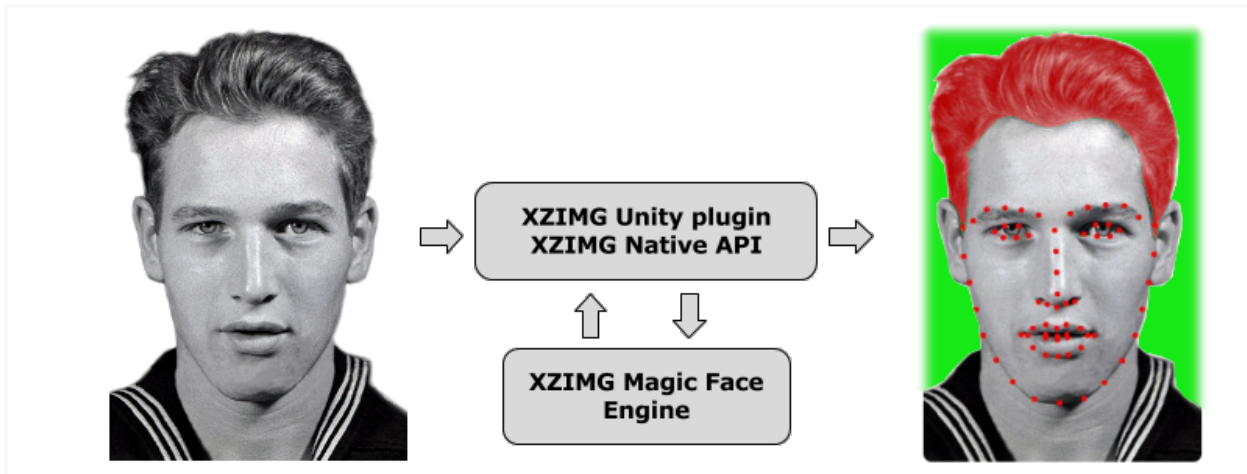 XZIMG Unity plugin
XZIMG Native API
XZIMG Magic Face
Engine